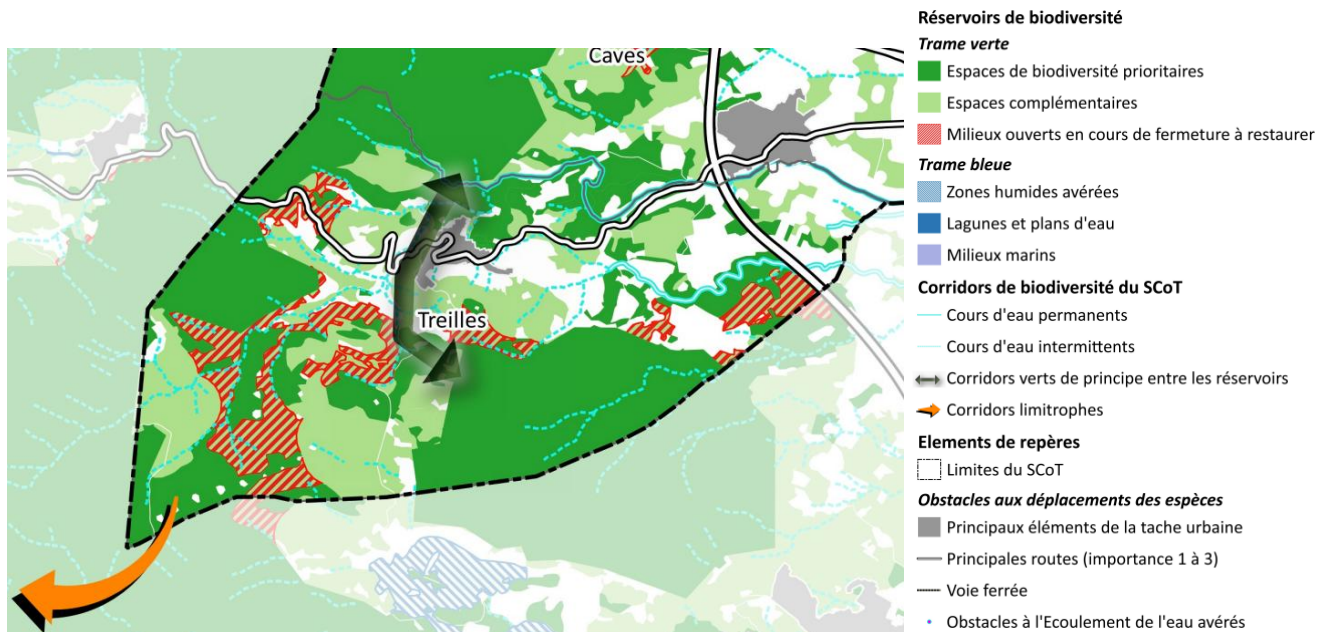 Caves
Treilles
Réservoirs de biodiversité
Trame verte
Espaces de biodiversité prioritaires
Espaces complémentaires
Milieux ouverts en cours de fermeture à restaurer
Trame bleue
Zones humides avérées
Lagunes et plans d'eau
Milieux marins
Corridors de biodiversité du SCoT
Cours d'eau permanents
Cours d'eau intermittents
Corridors verts de principe entre les réservoirs
Corridors limitrophes
Elements de repères
Limites du SCoT
Obstacles aux déplacements des espèces
Principaux éléments de la tache urbaine
Principales routes (importance 1 à 3)
Voie ferrée
Obstacles à l'Ecoulement de l'eau avérés